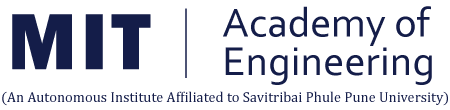 MIT
Academy of
Engineering
(An Autonomous Institute Affiliated to Savitribai Phule Pune University)